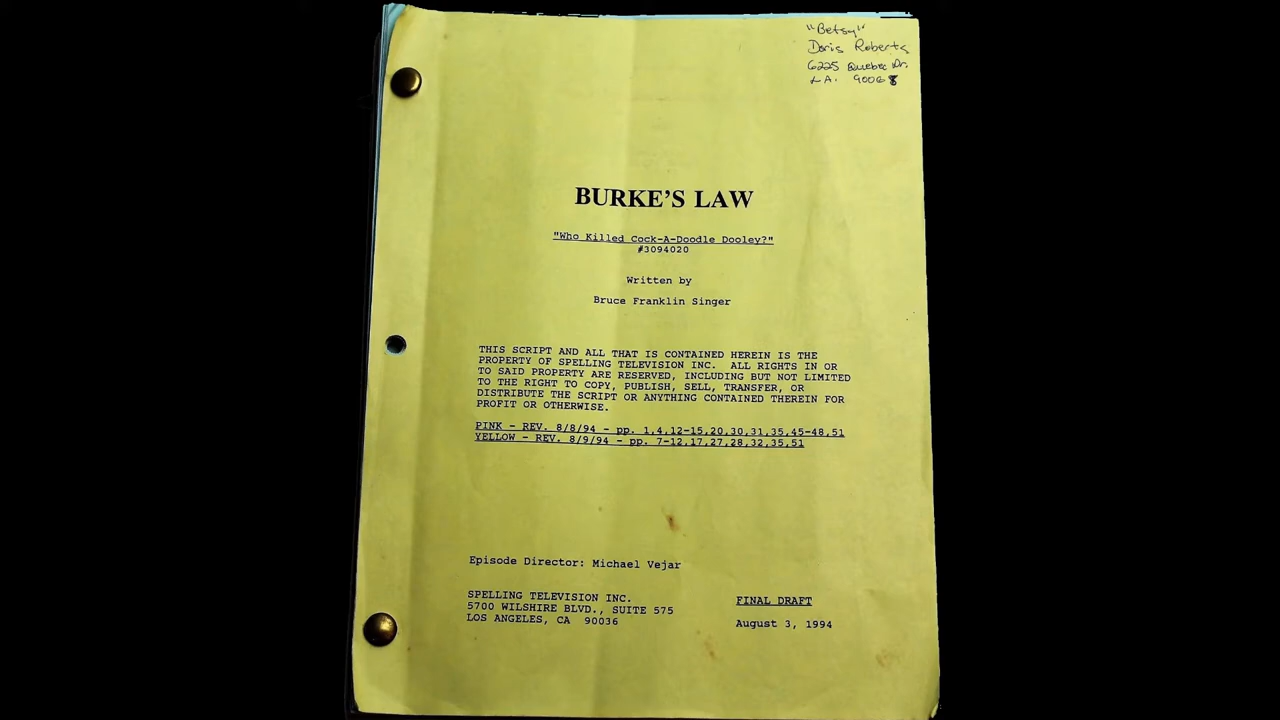 "Betsy"
Doris Roberts
6225 Quebec Dr.
LA. 90068
BURKE'S LAW
"Who Killed Cock-A-Doodle Dooley?"
#3094020
Written by
Bruce Franklin Singer
THIS SCRIPT AND ALL THAT IS CONTAINED HEREIN IS THE
PROPERTY OF SPELLING TELEVISION INC. ALL RIGHTS IN OR
TO SAID PROPERTY ARE RESERVED, INCLUDING BUT NOT LIMITED
TO THE RIGHT TO COPY, PUBLISH, SELL, TRANSFER, OR
DISTRIBUTE THE SCRIPT OR ANYTHING CONTAINED THEREIN FOR
PROFIT OR OTHERWISE.
PINK - REV. 8/8/94 - pp. 1,4,12-15,20,30,31,35,45-48,51
YELLOW - REV. 8/9/94 - pp. 7-12,17,27,28,32,35,51
Episode Director: Michael Vejar
SPELLING TELEVISION INC.
5700 WILSHIRE BLVD., SUITE 575
LOS ANGELES, CA 90036
FINAL DRAFT
August 3, 1994